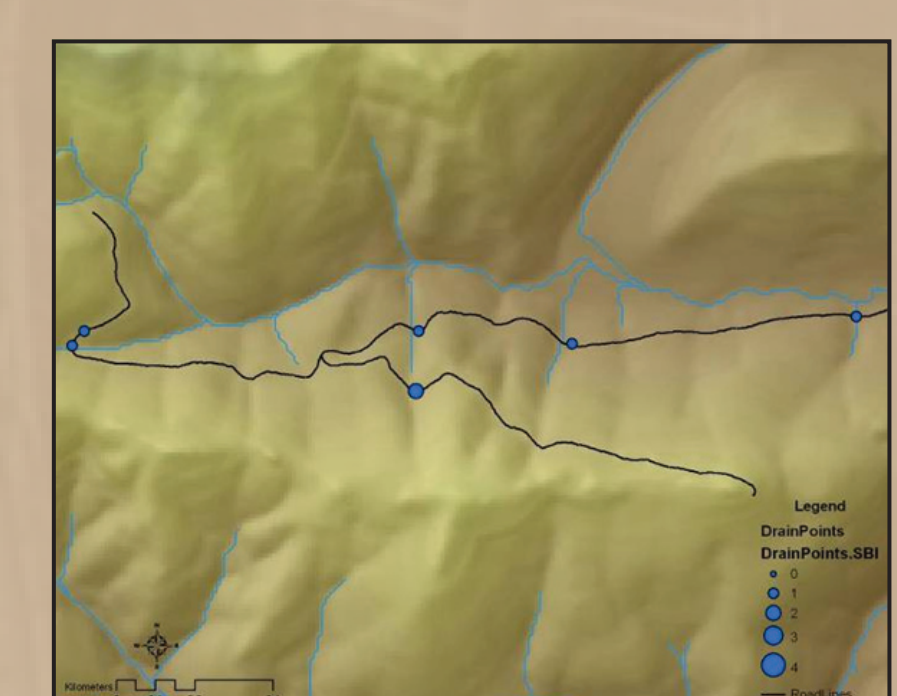 Legend
DrainPoints
DrainPoints.SBI
0
1
2
3
4
RoadLines
Kilometers